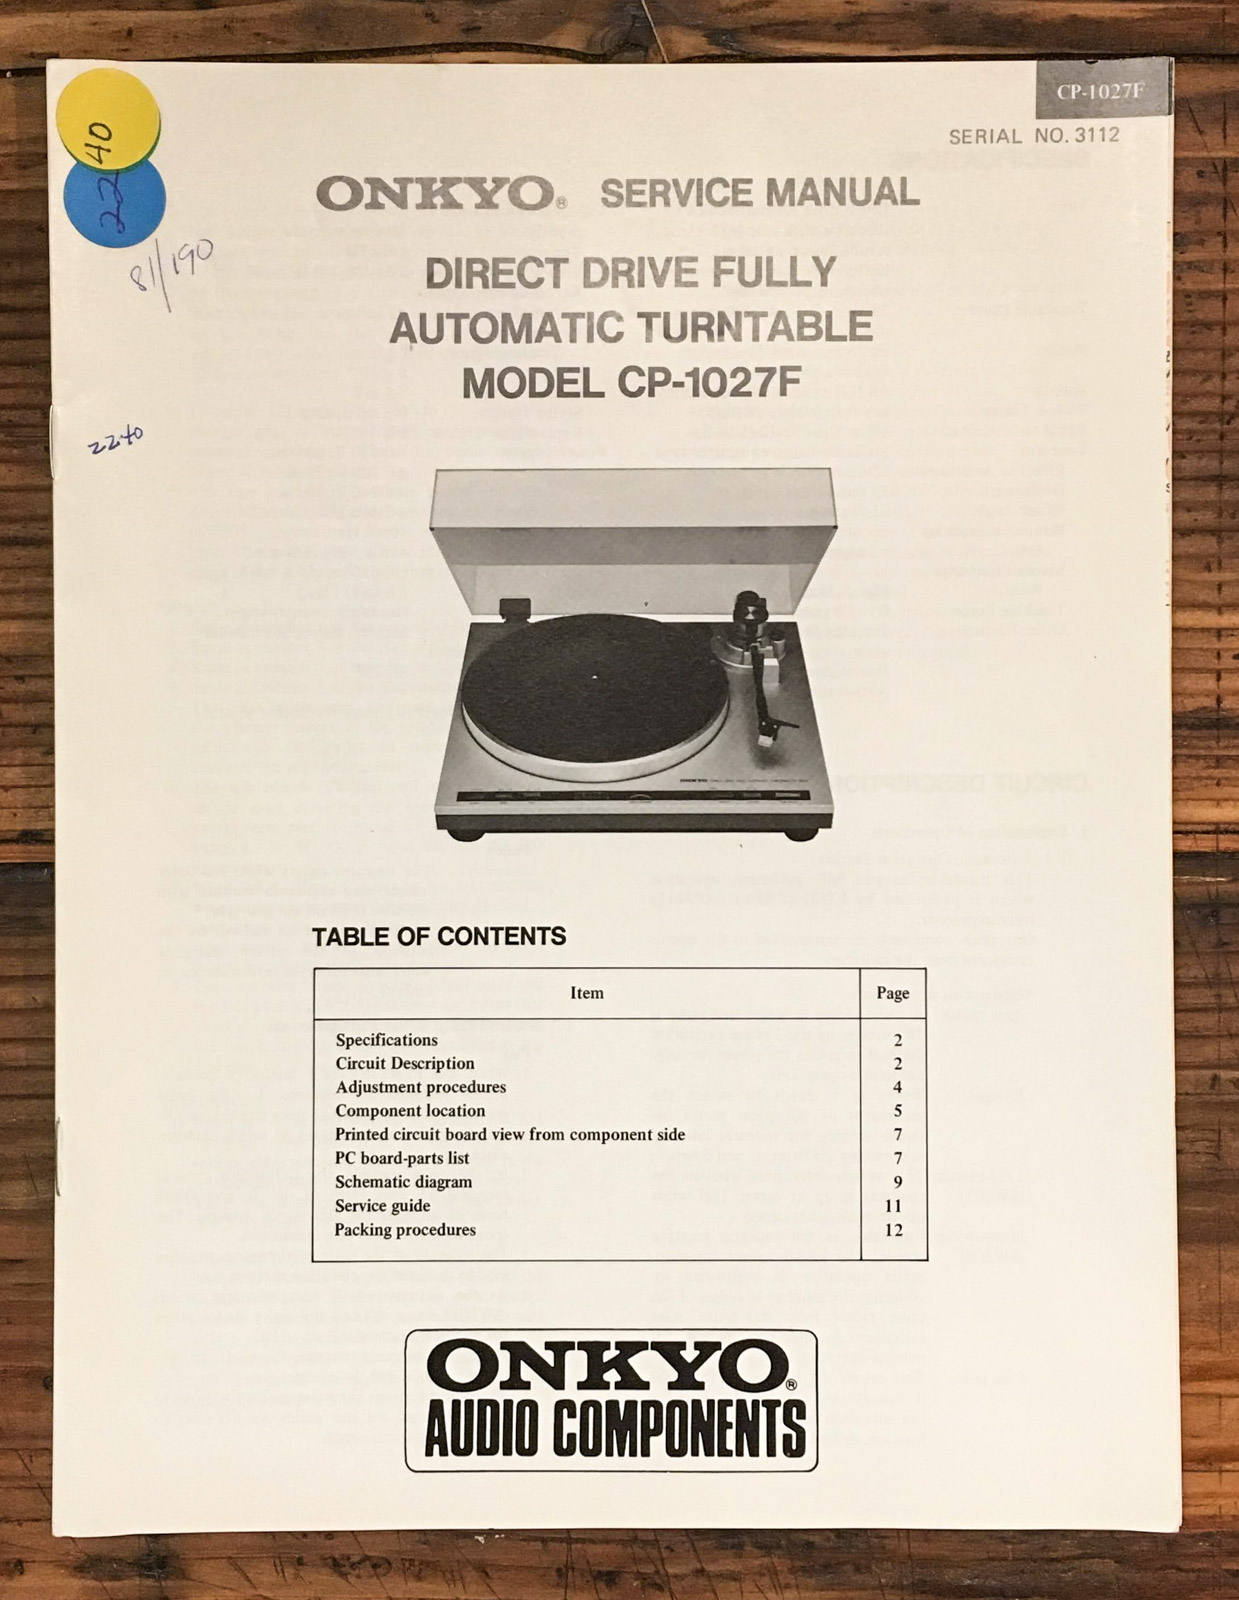 CP-1027F
SERIAL NO. 3112
40
22
81/190
2240
ONKYO® SERVICE MANUAL
DIRECT DRIVE FULLY
AUTOMATIC TURNTABLE
MODEL CP-1027F
ONKYO
TABLE OF CONTENTS
Item Page
Specifications 2
Circuit Description 2
Adjustment procedures 4
Component location 5
Printed circuit board view from component side 7
PC board-parts list 7
Schematic diagram 9
Service guide 11
Packing procedures 12
ONKYO®
AUDIO COMPONENTS